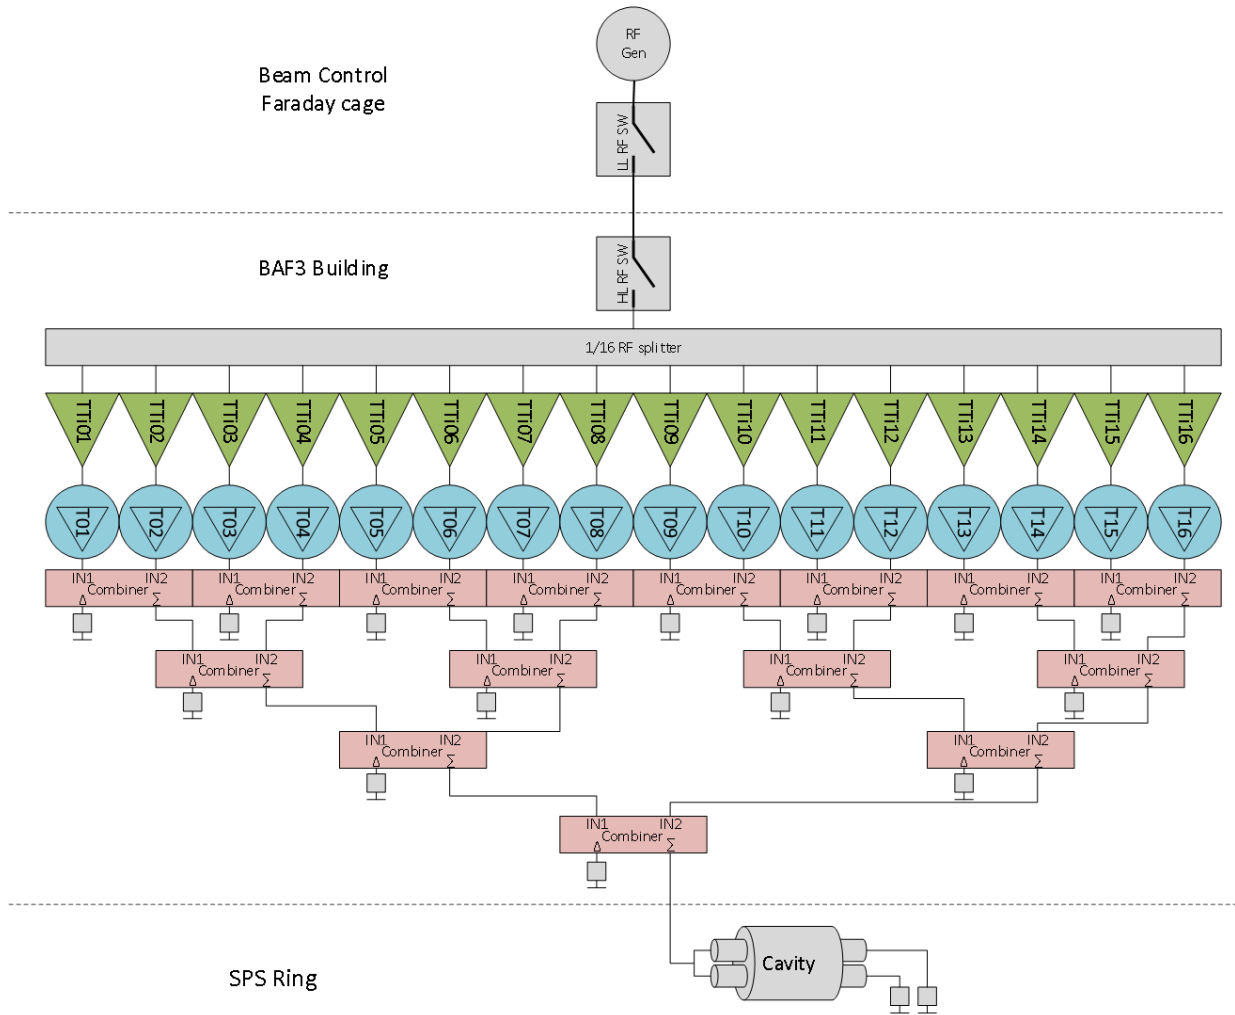 RF
Gen
Beam Control
Faraday cage
LL RF SW
BAF3 Building
HL RF SW
1/16 RF splitter
TTi01 TTi02 TTi03 TTi04 TTi05 TTi06 TTi07 TTi08 TTi09 TTi10 TTi11 TTi12 TTi13 TTi14 TTi15 TTi16
T01 T02 T03 T04 T05 T06 T07 T08 T09 T10 T11 T12 T13 T14 T15 T16
IN1 IN2 IN1 IN2 IN1 IN2 IN1 IN2 IN1 IN2 IN1 IN2 IN1 IN2 IN1 IN2
Combiner Combiner Combiner Combiner Combiner Combiner Combiner Combiner
Δ Σ Δ Σ Δ Σ Δ Σ Δ Σ Δ Σ Δ Σ Δ Σ
IN1 IN2 IN1 IN2 IN1 IN2 IN1 IN2
Combiner Combiner Combiner Combiner
Δ Σ Δ Σ Δ Σ Δ Σ
IN1 IN2 IN1 IN2
Combiner Combiner
Δ Σ Δ Σ
IN1 IN2
Combiner
Δ Σ
Cavity
SPS Ring